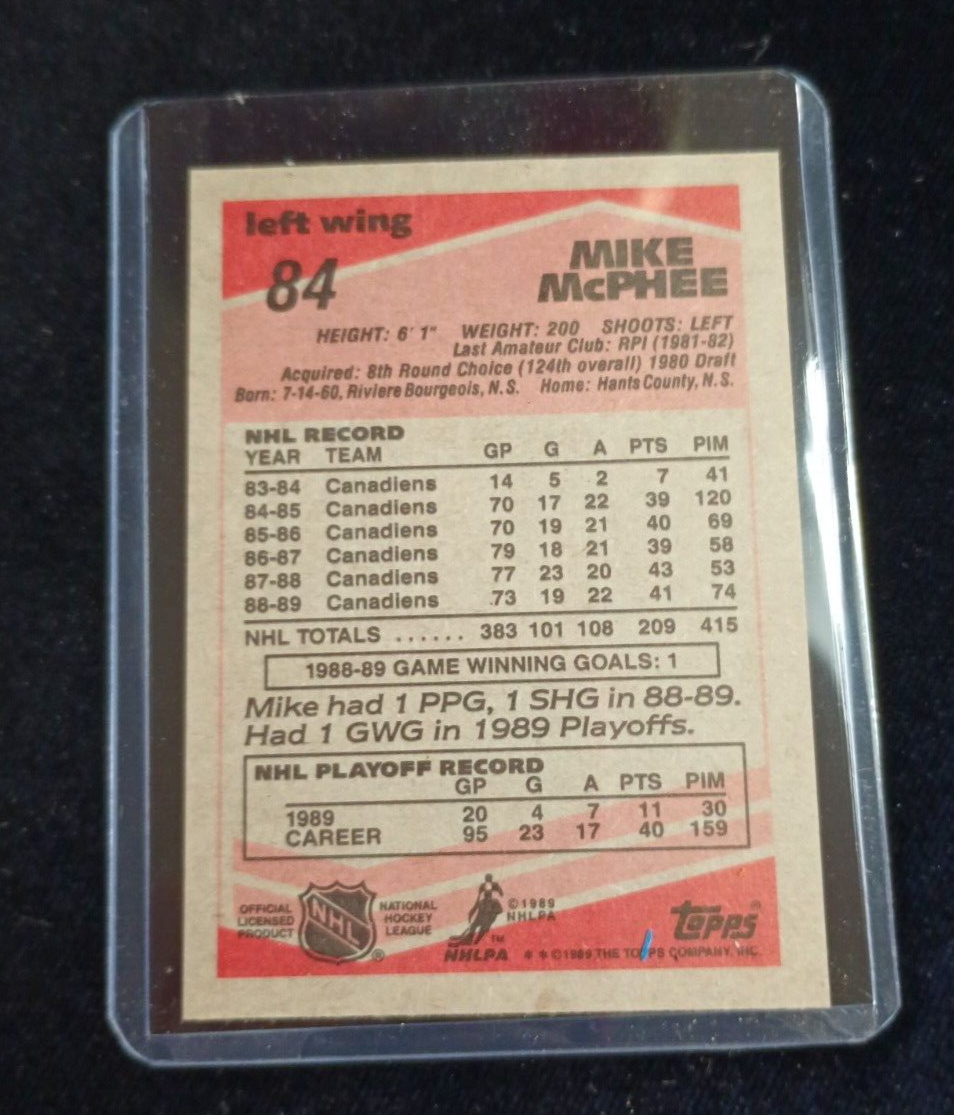 left wing
84
MIKE
McPHEE
HEIGHT: 6' 1" WEIGHT: 200 SHOOTS: LEFT
Last Amateur Club: RPI (1981-82)
Acquired: 8th Round Choice (124th overall) 1980 Draft
Born: 7-14-60, Riviere Bourgeois, N.S. Home: Hants County, N.S.
NHL RECORD
YEAR TEAM GP G A PTS PIM
83-84 Canadiens 14 5 2 7 41
84-85 Canadiens 70 17 22 39 120
85-86 Canadiens 70 19 21 40 69
86-87 Canadiens 79 18 21 39 58
87-88 Canadiens 77 23 20 43 53
88-89 Canadiens 73 19 22 41 74
NHL TOTALS ...... 383 101 108 209 415
1988-89 GAME WINNING GOALS: 1
Mike had 1 PPG, 1 SHG in 88-89.
Had 1 GWG in 1989 Playoffs.
NHL PLAYOFF RECORD
GP G A PTS PIM
1989 20 4 7 11 30
CAREER 95 23 17 40 159
OFFICIAL
LICENSED
PRODUCT
NHL
®
NATIONAL
HOCKEY
LEAGUE
©1989
NHLPA
™
NHLPA
topps®
* * ©1989 THE TOPPS COMPANY, INC.